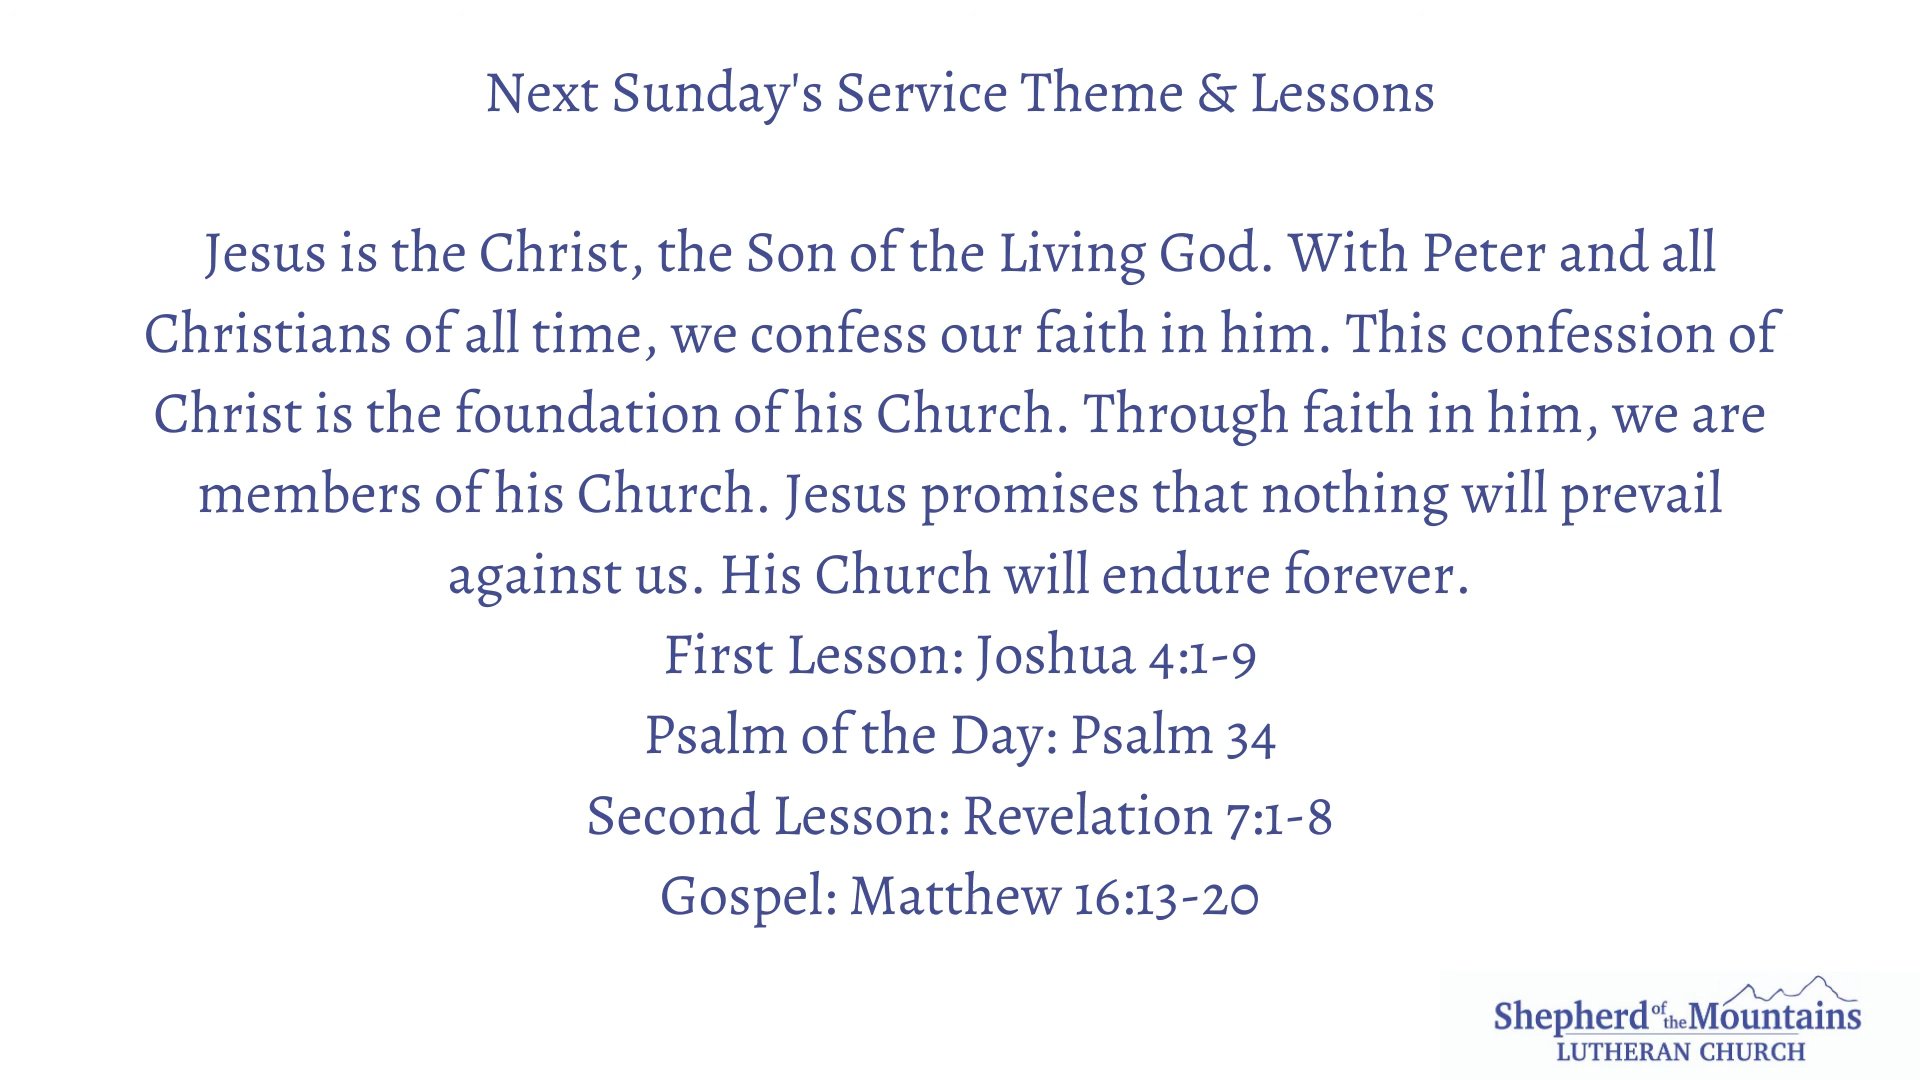 Next Sunday's Service Theme & Lessons
Jesus is the Christ, the Son of the Living God. With Peter and all
Christians of all time, we confess our faith in him. This confession of
Christ is the foundation of his Church. Through faith in him, we are
members of his Church. Jesus promises that nothing will prevail
against us. His Church will endure forever.
First Lesson: Joshua 4:1-9
Psalm of the Day: Psalm 34
Second Lesson: Revelation 7:1-8
Gospel: Matthew 16:13-20
Shepherd of the Mountains
LUTHERAN CHURCH